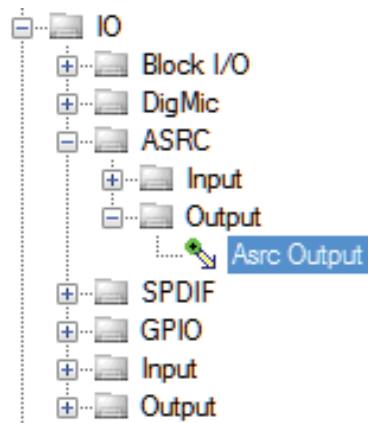 IO
Block I/O
DigMic
ASRC
Input
Output
Asrc Output
SPDIF
GPIO
Input
Output